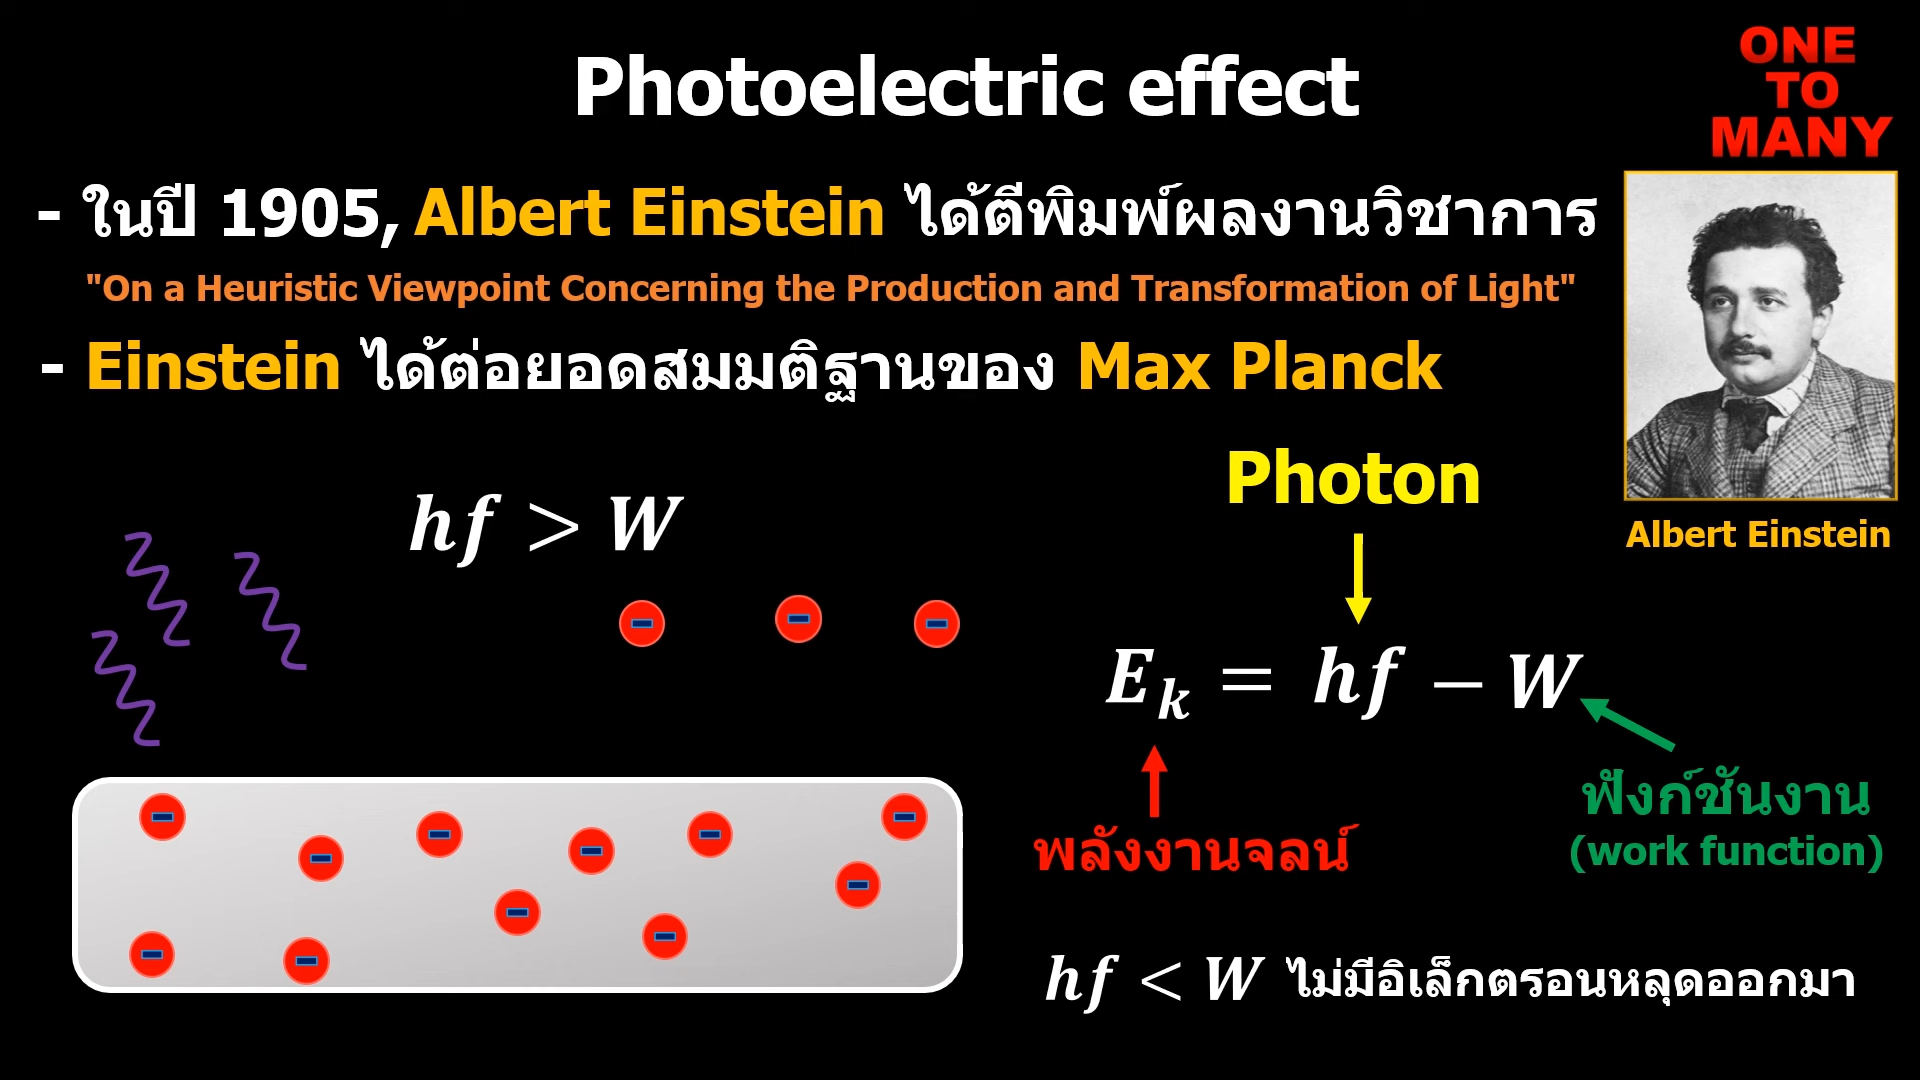 Photoelectric effect
ONE
TO
MANY
- ในปี 1905, Albert Einstein ได้ตีพิมพ์ผลงานวิชาการ
"On a Heuristic Viewpoint Concerning the Production and Transformation of Light"
- Einstein ได้ต่อยอดสมมติฐานของ Max Planck
Albert Einstein
hf > W
Photon
E_k = hf − W
พลังงานจลน์
ฟังก์ชันงาน
(work function)
hf < W ไม่มีอิเล็กตรอนหลุดออกมา